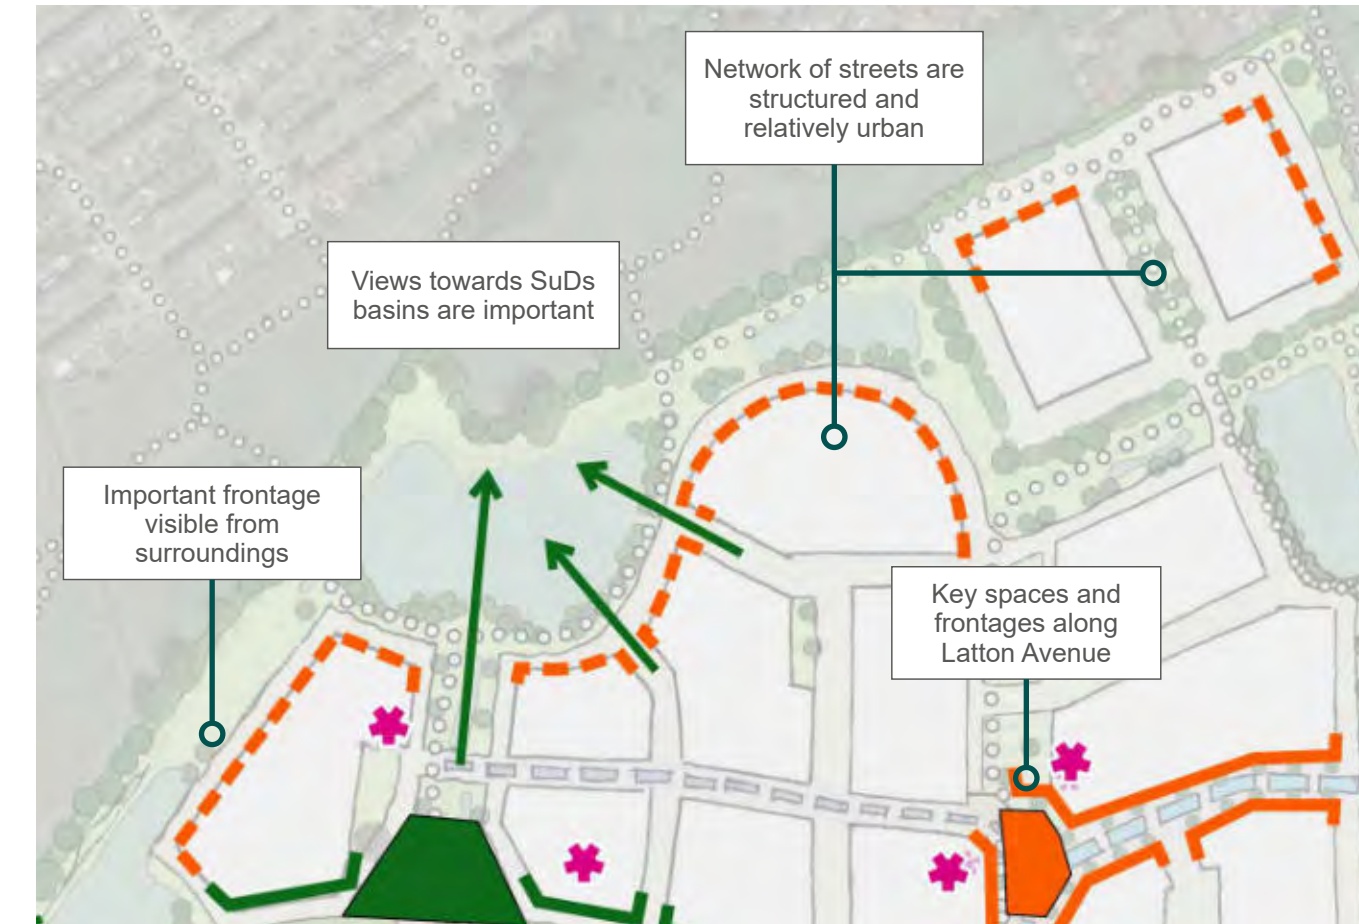 Network of streets are
structured and
relatively urban
Views towards SuDs
basins are important
Important frontage
visible from
surroundings
Key spaces and
frontages along
Latton Avenue